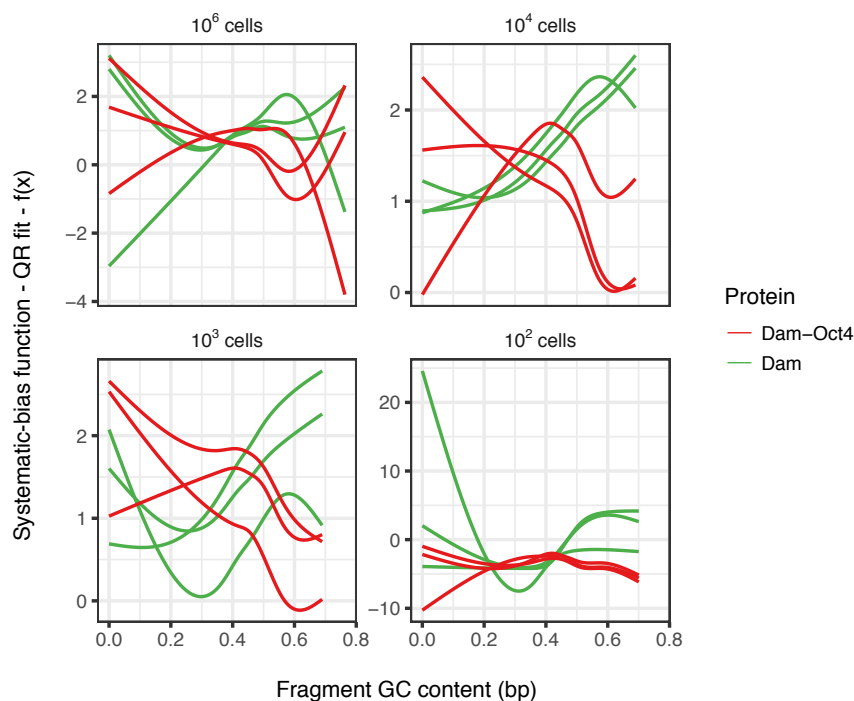 10⁶ cells
10⁴ cells
2
0
−2
−4
2
1
0
10³ cells
10² cells
2
1
0
20
10
0
−10
0.0 0.2 0.4 0.6 0.8
0.0 0.2 0.4 0.6 0.8
Systematic-bias function - QR fit - f(x)
Fragment GC content (bp)
Protein
Dam−Oct4
Dam